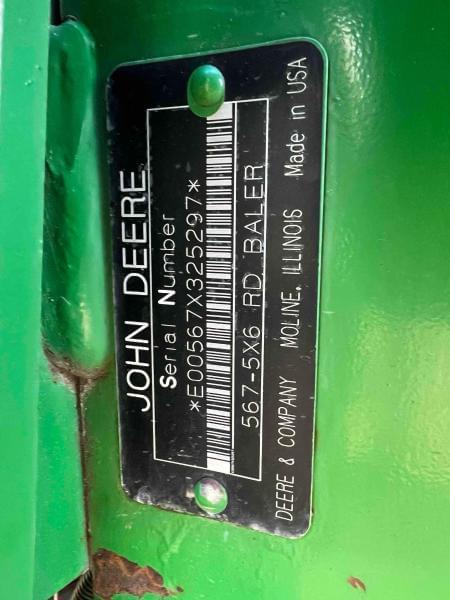 JOHN DEERE
Serial Number
*E00567X325297*
567-5X6 RD BALER
DEERE & COMPANY MOLINE, ILLINOIS Made in USA